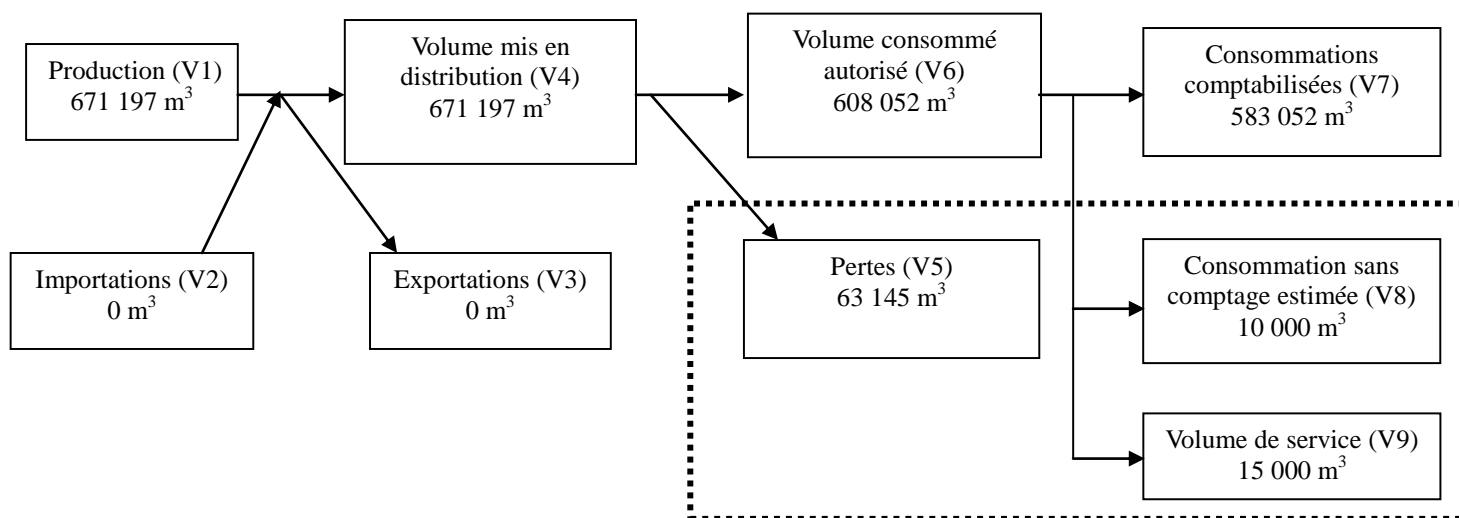 Production (V1)
671 197 m³
Volume mis en
distribution (V4)
671 197 m³
Volume consommé
autorisé (V6)
608 052 m³
Consommations
comptabilisées (V7)
583 052 m³
Importations (V2)
0 m³
Exportations (V3)
0 m³
Pertes (V5)
63 145 m³
Consommation sans
comptage estimée (V8)
10 000 m³
Volume de service (V9)
15 000 m³